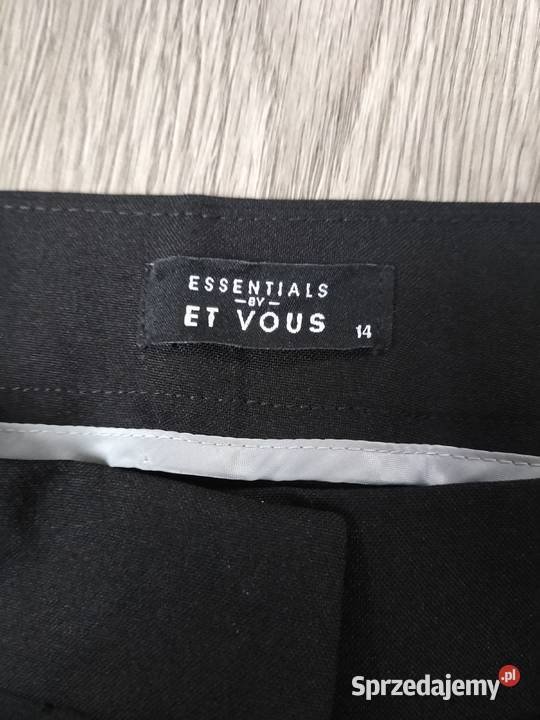 ESSENTIALS
-BY-
ET VOUS 14
Sprzedajemy.pl